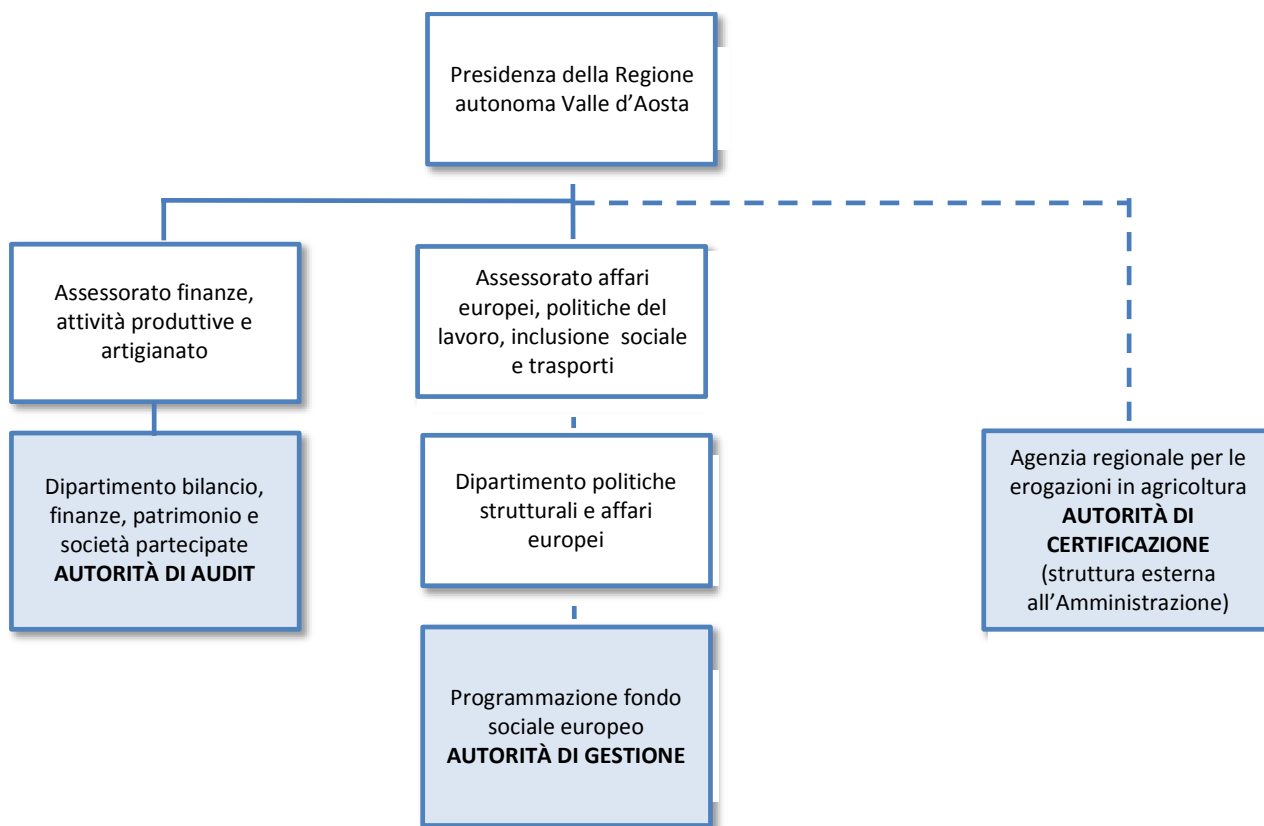 Presidenza della Regione
autonoma Valle d’Aosta
Assessorato finanze,
attività produttive e
artigianato
Assessorato affari
europei, politiche del
lavoro, inclusione  sociale
e trasporti
Dipartimento bilancio,
finanze, patrimonio e
società partecipate
AUTORITÀ DI AUDIT
Dipartimento politiche
strutturali e affari
europei
Agenzia regionale per le
erogazioni in agricoltura
AUTORITÀ DI
CERTIFICAZIONE
(struttura esterna
all’Amministrazione)
Programmazione fondo
sociale europeo
AUTORITÀ DI GESTIONE